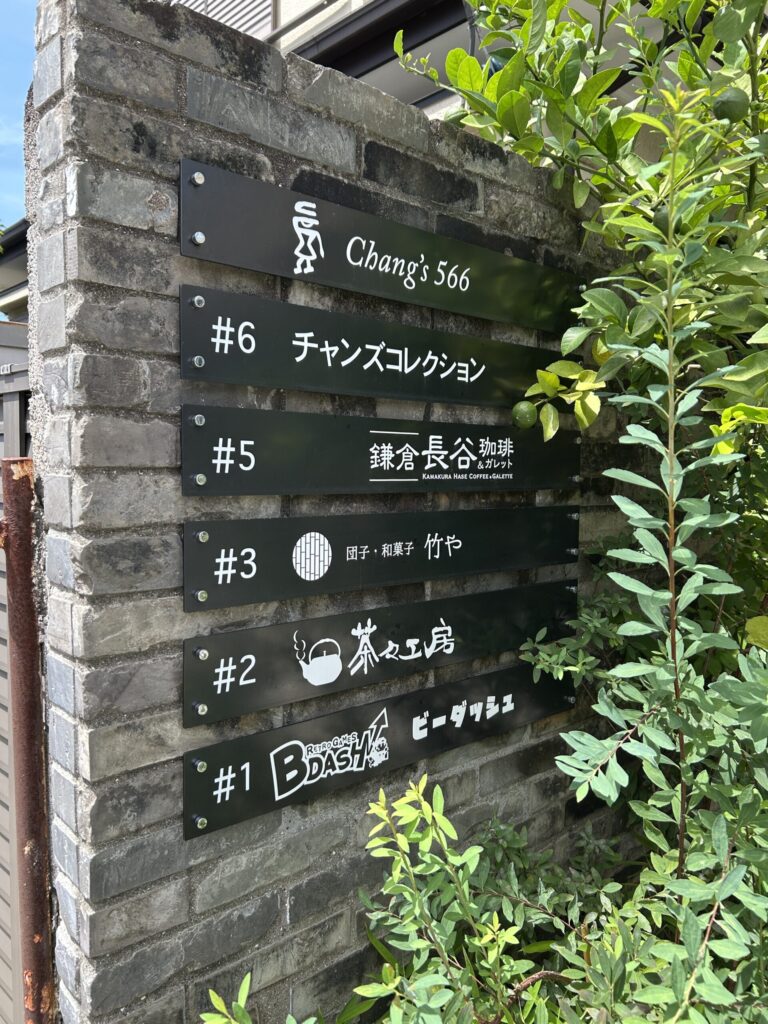 Chang's 566
#6 チャンズコレクション
#5 鎌倉 長谷 珈琲 &ガレット
KAMAKURA HASE COFFEE & GALETTE
#3 団子・和菓子 竹や
#2 茶々工房
#1 RETRO GAMES B DASH! ビーダッシュ